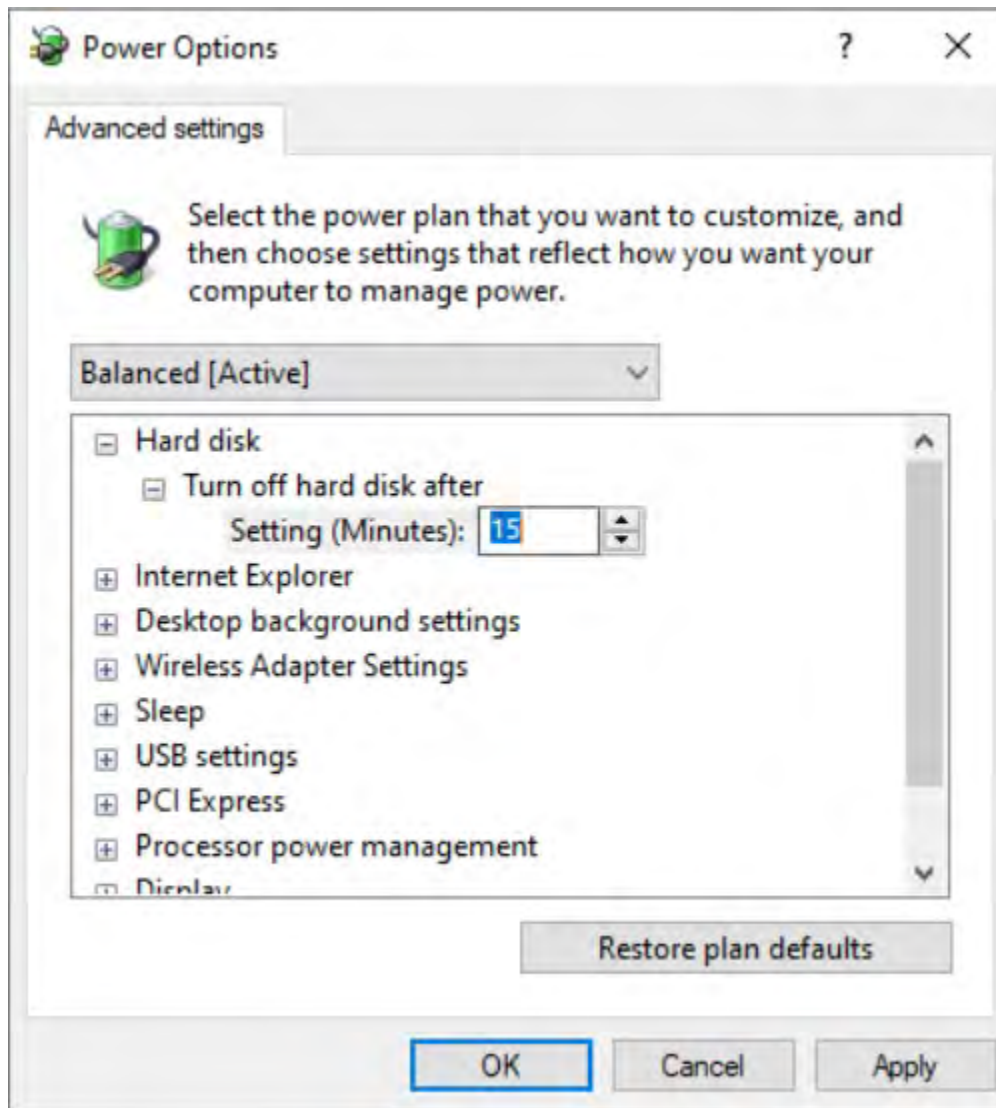 Power Options
Advanced settings
Select the power plan that you want to customize, and
then choose settings that reflect how you want your
computer to manage power.
Balanced [Active]
Hard disk
Turn off hard disk after
Setting (Minutes): 15
Internet Explorer
Desktop background settings
Wireless Adapter Settings
Sleep
USB settings
PCI Express
Processor power management
Display
Restore plan defaults
OK Cancel Apply